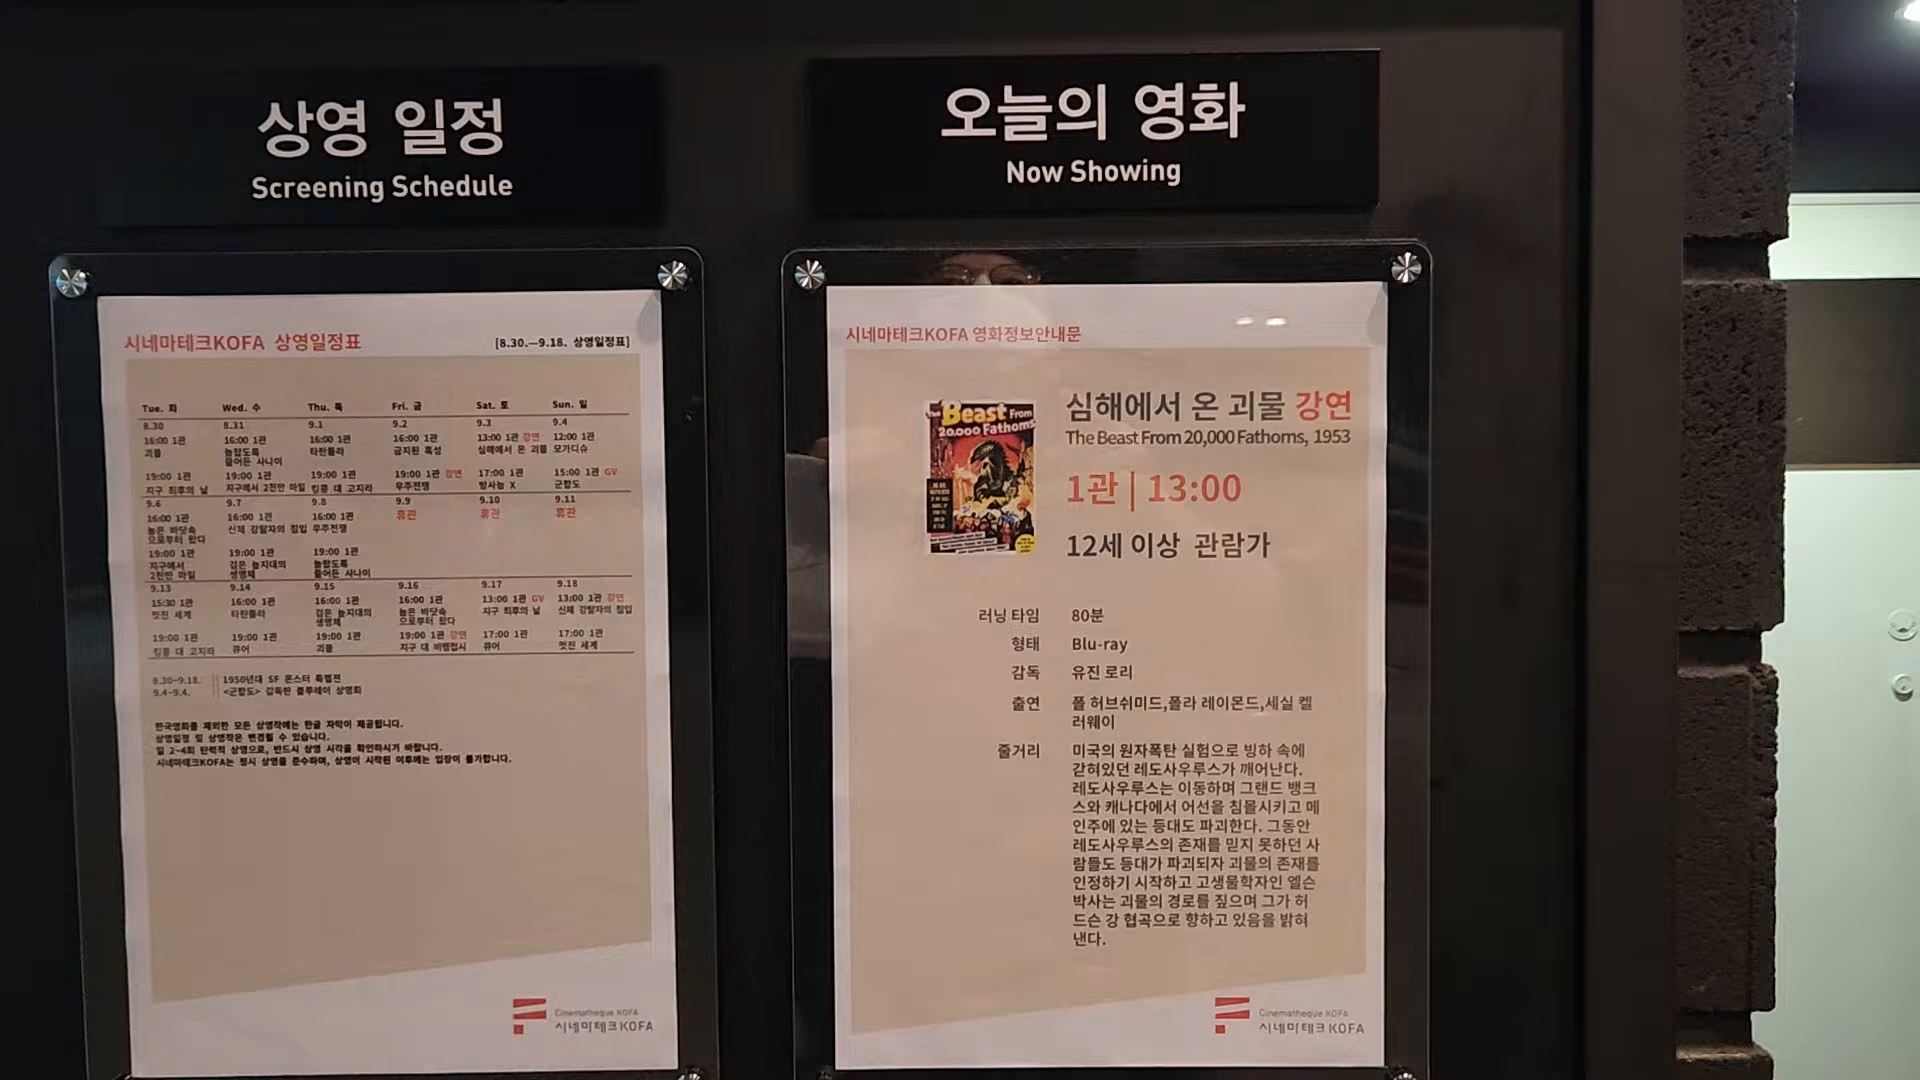 상영 일정
Screening Schedule
시네마테크KOFA 상영일정표
[8.30.—9.18. 상영일정표]
Tue. 화 Wed. 수 Thu. 목 Fri. 금 Sat. 토 Sun. 일
8.30 8.31 9.1 9.2 9.3 9.4
16:00 1관 16:00 1관 16:00 1관 16:00 1관 13:00 1관 강연 12:00 1관
괴물 놀랍도록 타란튤라 금지된 혹성 심해에서 온 괴물 모가디슈
줄어든 사나이
19:00 1관 19:00 1관 19:00 1관 19:00 1관 강연 17:00 1관 15:00 1관 GV
지구 최후의 날 지구에서 2천만 마일 킹콩 대 고지라 우주전쟁 방사능 X 군함도
9.6 9.7 9.8 9.9 9.10 9.11
16:00 1관 16:00 1관 16:00 1관 휴관 휴관 휴관
높은 바닷속 신체 강탈자의 침입 우주전쟁
으로부터 왔다
19:00 1관 19:00 1관 19:00 1관
지구에서 검은 늪지대의 놀랍도록
2천만 마일 생명체 줄어든 사나이
9.13 9.14 9.15 9.16 9.17 9.18
15:30 1관 16:00 1관 16:00 1관 16:00 1관 13:00 1관 GV 13:00 1관 강연
멋진 세계 타란튤라 검은 늪지대의 높은 바닷속 지구 최후의 날 신체 강탈자의 침입
생명체 으로부터 왔다
19:00 1관 19:00 1관 19:00 1관 19:00 1관 강연 17:00 1관 17:00 1관
킹콩 대 고지라 큐어 괴물 지구 대 비행접시 큐어 멋진 세계
8.30-9.18. 1950년대 SF 몬스터 특별전
9.4-9.4. <군함도> 감독판 블루레이 상영회
한국영화를 제외한 모든 상영작에는 한글 자막이 제공됩니다.
상영일정 및 상영작은 변경될 수 있습니다.
일 2~4회 탄력적 상영으로, 반드시 상영 시각을 확인하시기 바랍니다.
시네마테크KOFA는 정시 상영을 준수하며, 상영이 시작된 이후에는 입장이 불가합니다.
Cinematheque KOFA
시네마테크KOFA
오늘의 영화
Now Showing
시네마테크KOFA 영화정보안내문
The Beast From
20,000 Fathoms
심해에서 온 괴물 강연
The Beast From 20,000 Fathoms, 1953
1관 | 13:00
12세 이상 관람가
러닝 타임 80분
형태 Blu-ray
감독 유진 로리
출연 폴 허브쉬미드,폴라 레이몬드,세실 켈
러웨이
줄거리 미국의 원자폭탄 실험으로 빙하 속에
갇혀있던 레도사우루스가 깨어난다.
레도사우루스는 이동하며 그랜드 뱅크
스와 캐나다에서 어선을 침몰시키고 메
인주에 있는 등대도 파괴한다. 그동안
레도사우루스의 존재를 믿지 못하던 사
람들도 등대가 파괴되자 괴물의 존재를
인정하기 시작하고 고생물학자인 엘슨
박사는 괴물의 경로를 짚으며 그가 허
드슨 강 협곡으로 향하고 있음을 밝혀
낸다.
Cinematheque KOFA
시네마테크KOFA